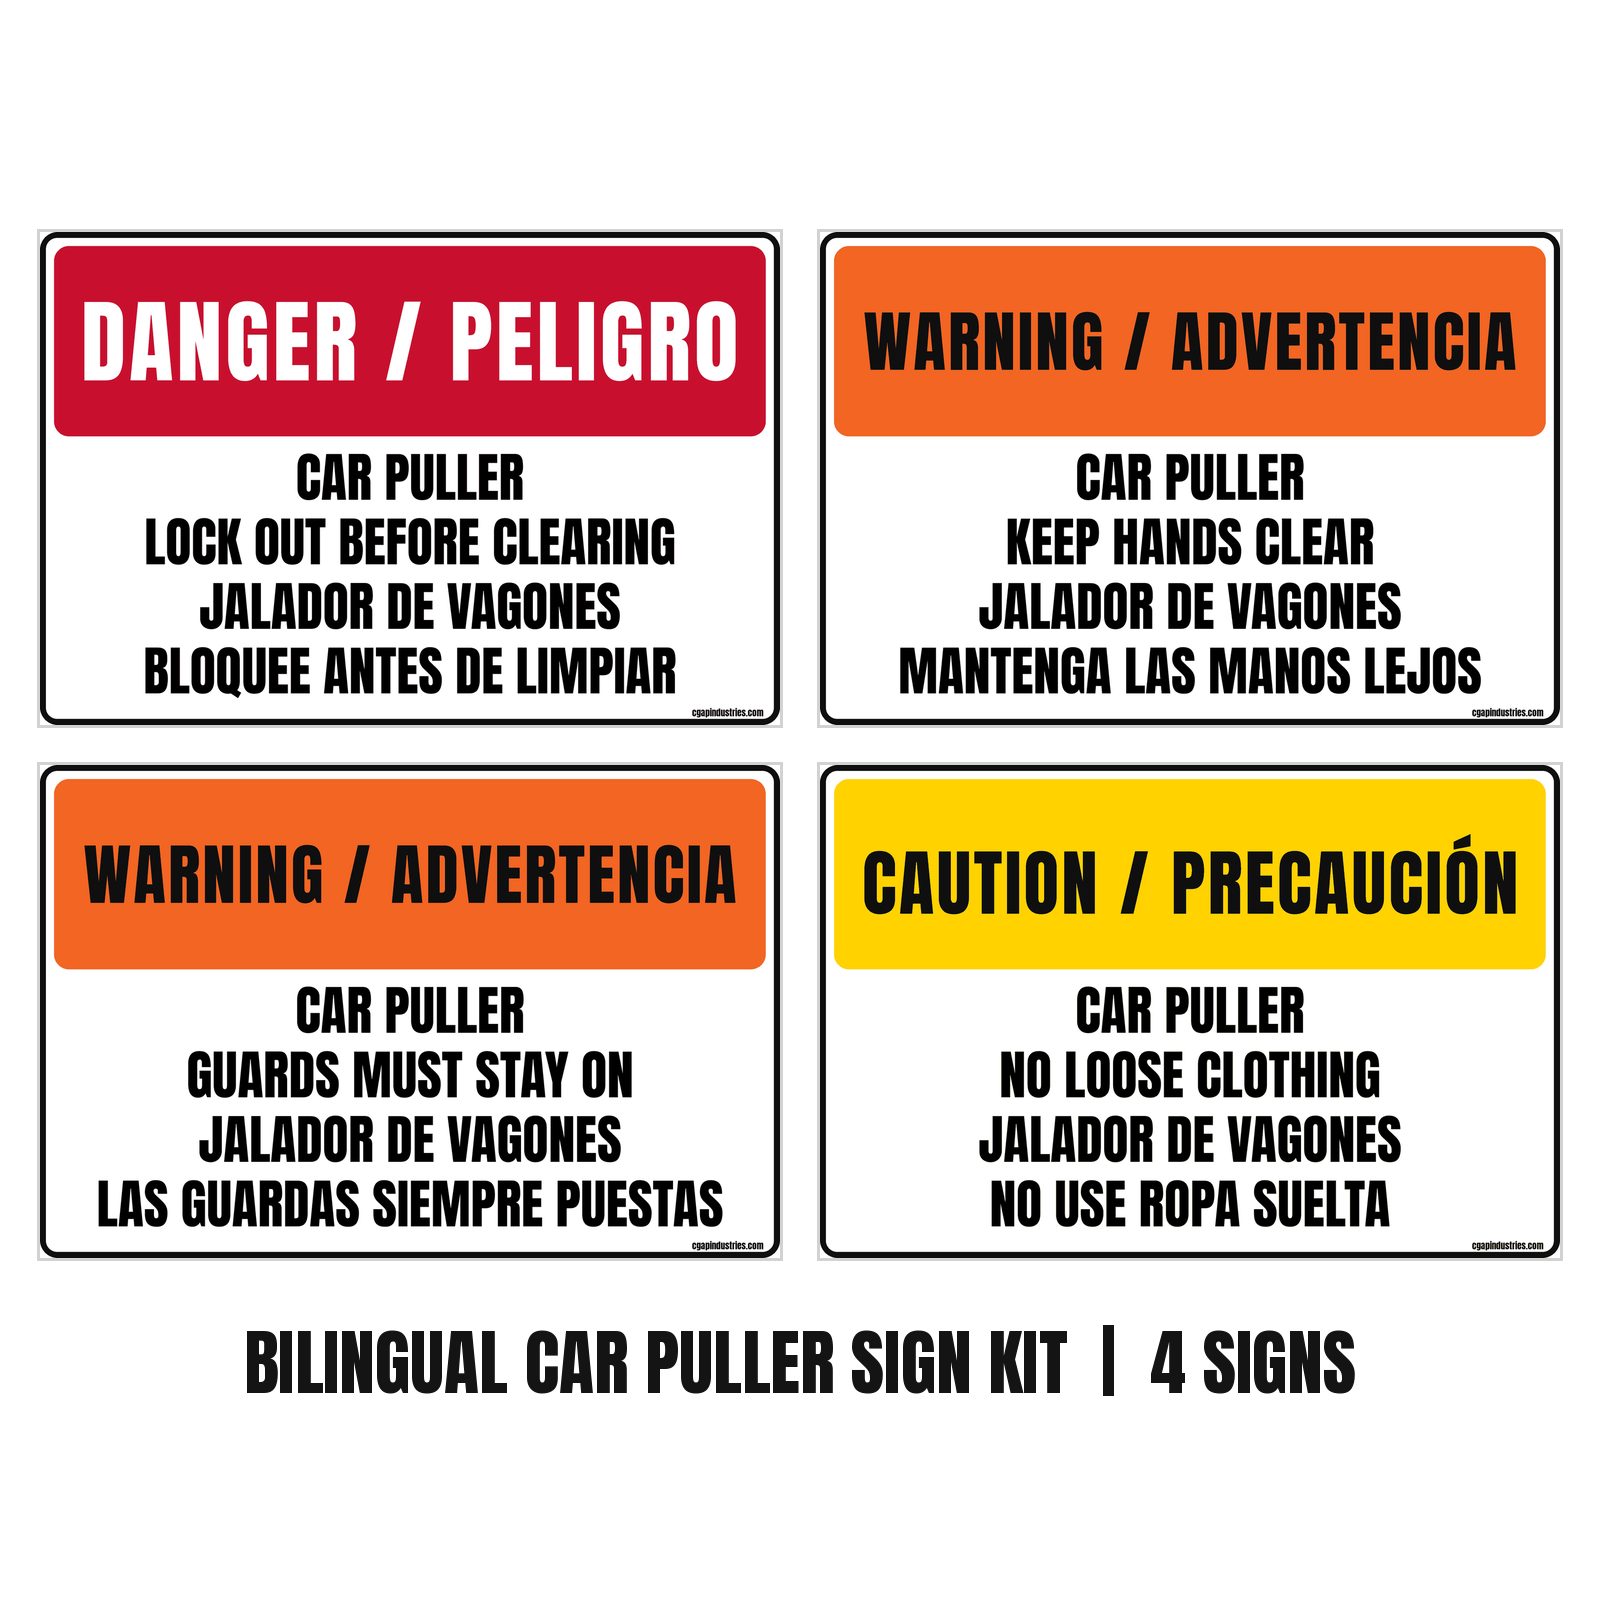 DANGER / PELIGRO
CAR PULLER
LOCK OUT BEFORE CLEARING
JALADOR DE VAGONES
BLOQUEE ANTES DE LIMPIAR
cgapindustries.com
WARNING / ADVERTENCIA
CAR PULLER
KEEP HANDS CLEAR
JALADOR DE VAGONES
MANTENGA LAS MANOS LEJOS
cgapindustries.com
WARNING / ADVERTENCIA
CAR PULLER
GUARDS MUST STAY ON
JALADOR DE VAGONES
LAS GUARDAS SIEMPRE PUESTAS
cgapindustries.com
CAUTION / PRECAUCIÓN
CAR PULLER
NO LOOSE CLOTHING
JALADOR DE VAGONES
NO USE ROPA SUELTA
cgapindustries.com
BILINGUAL CAR PULLER SIGN KIT | 4 SIGNS